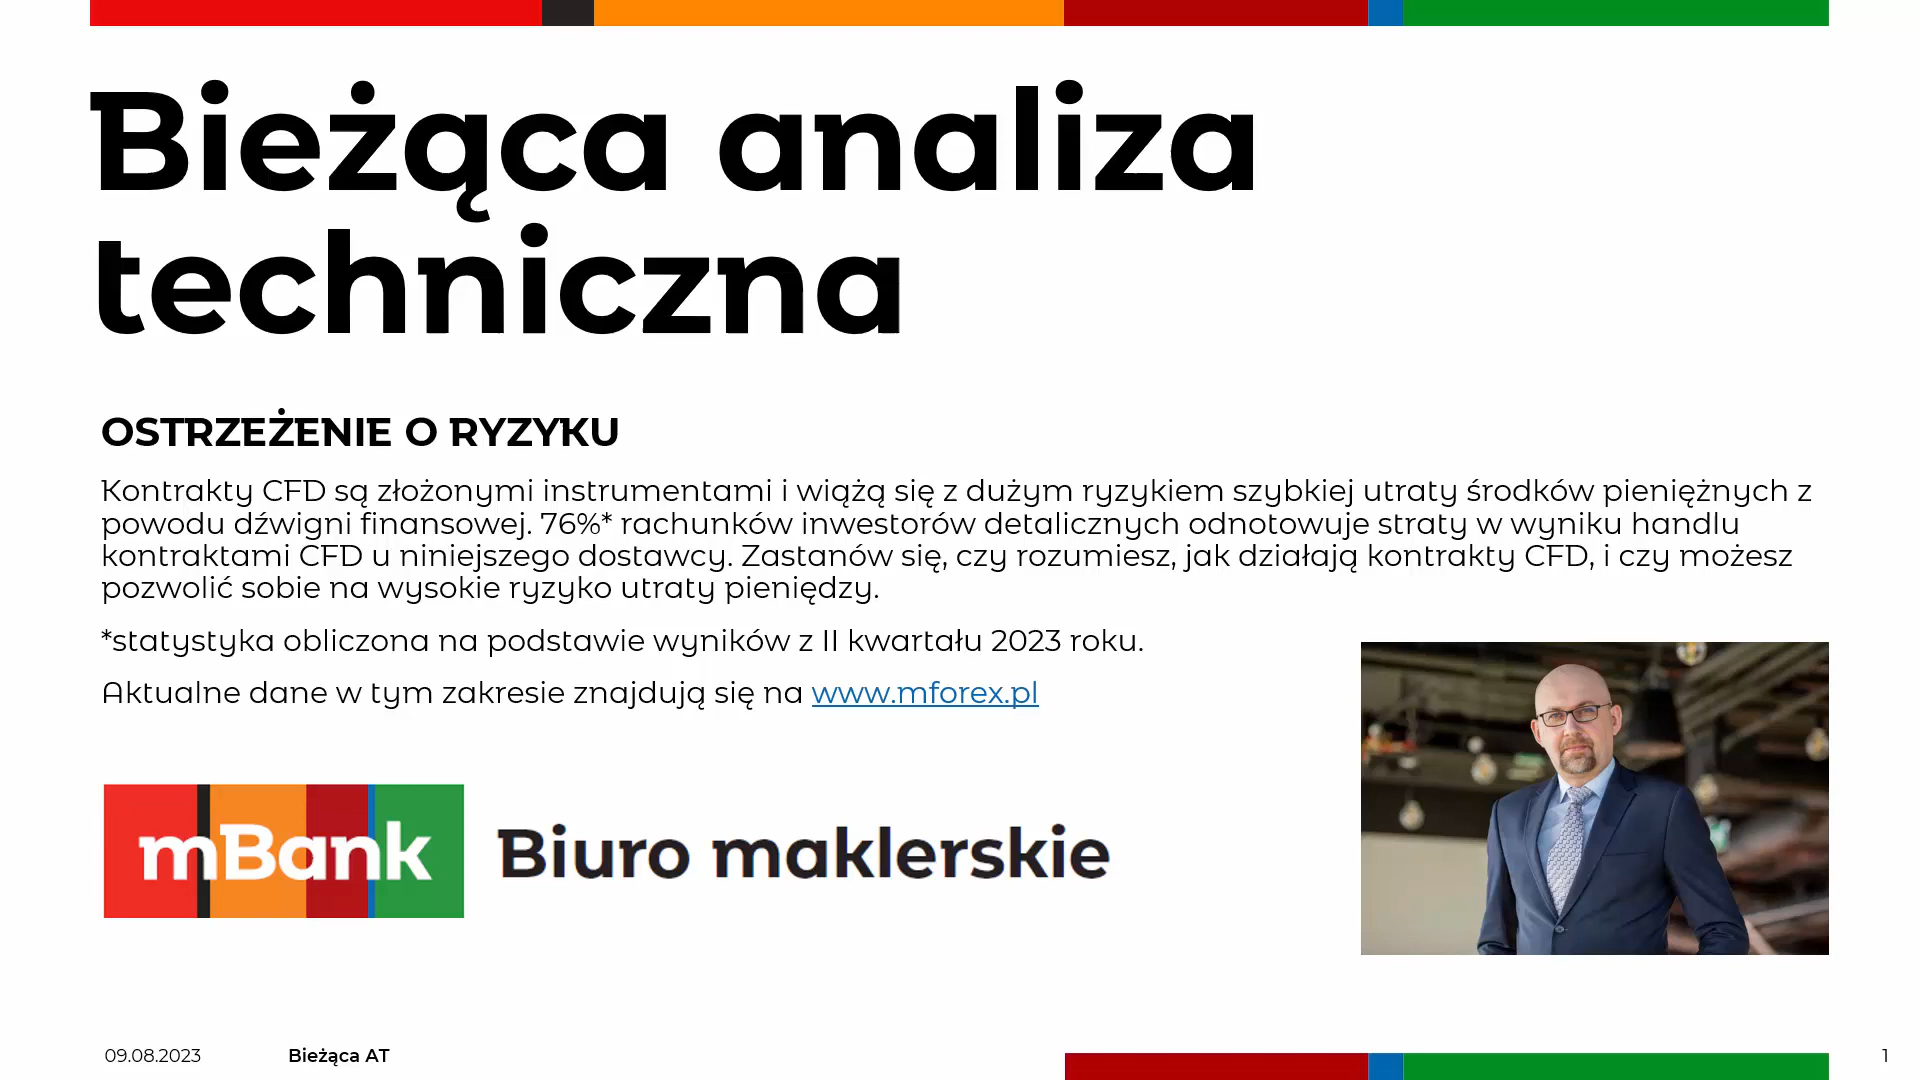 Bieżąca analiza
techniczna
OSTRZEŻENIE O RYZYKU
Kontrakty CFD są złożonymi instrumentami i wiążą się z dużym ryzykiem szybkiej utraty środków pieniężnych z
powodu dźwigni finansowej. 76%* rachunków inwestorów detalicznych odnotowuje straty w wyniku handlu
kontraktami CFD u niniejszego dostawcy. Zastanów się, czy rozumiesz, jak działają kontrakty CFD, i czy możesz
pozwolić sobie na wysokie ryzyko utraty pieniędzy.
*statystyka obliczona na podstawie wyników z II kwartału 2023 roku.
Aktualne dane w tym zakresie znajdują się na www.mforex.pl
mBank Biuro maklerskie
09.08.2023 Bieżąca AT 1